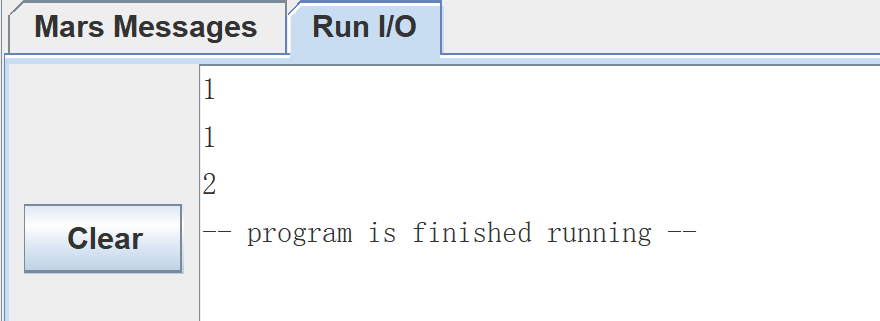 Mars Messages Run I/O
1
1
2
-- program is finished running --
Clear